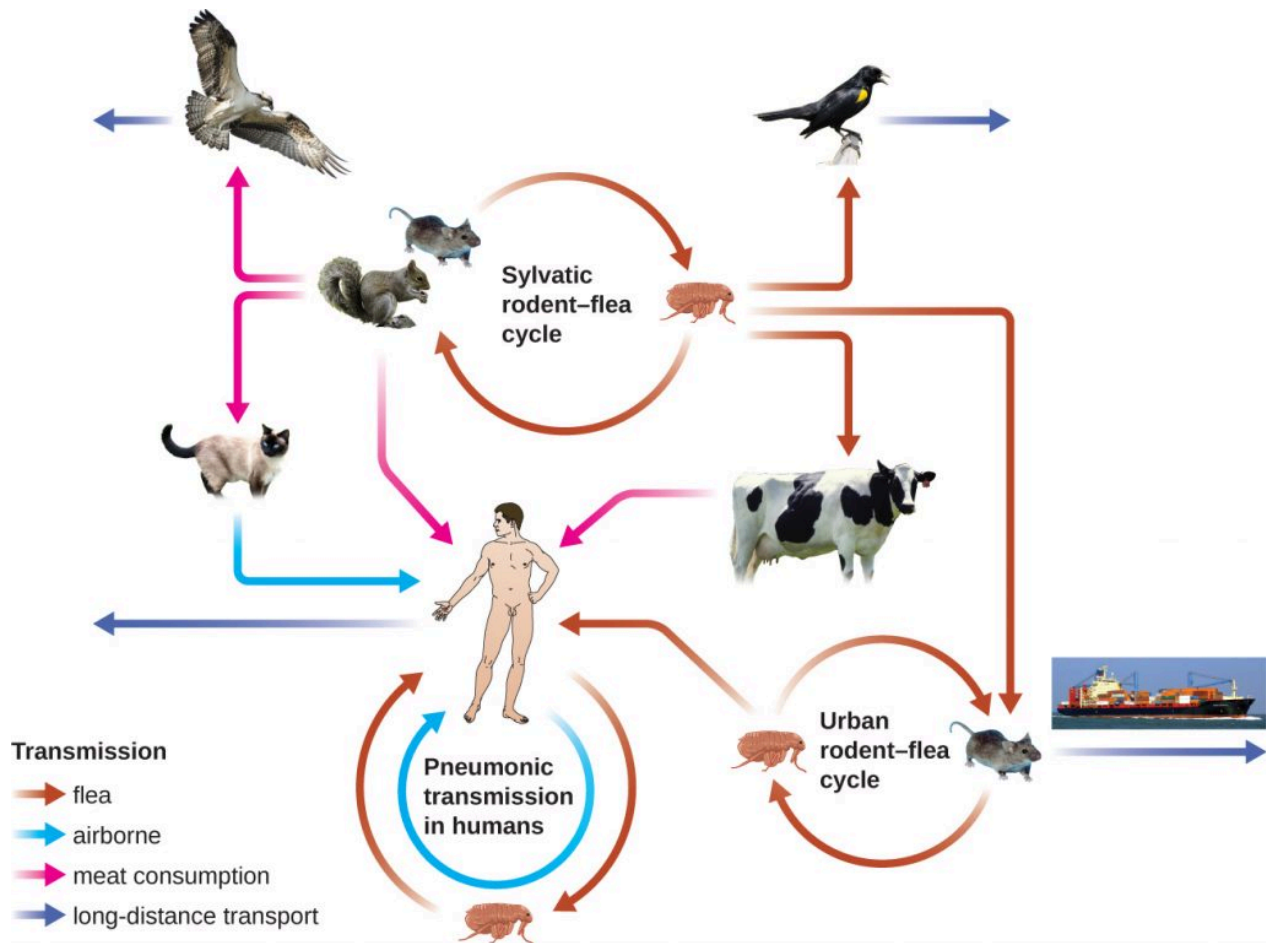 Sylvatic
rodent–flea
cycle
Urban
rodent–flea
cycle
Pneumonic
transmission
in humans
Transmission
flea
airborne
meat consumption
long-distance transport